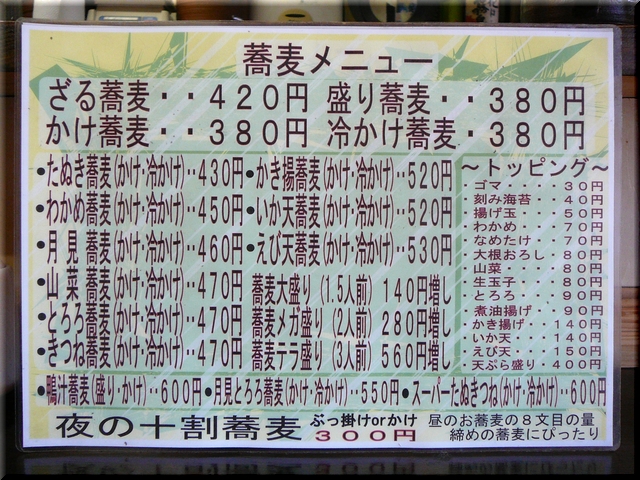 蕎麦メニュー
ざる蕎麦・・４２０円 盛り蕎麦・・３８０円
かけ蕎麦・・３８０円 冷かけ蕎麦・３８０円
•たぬき蕎麦(かけ・冷かけ)‥430円
•わかめ蕎麦(かけ・冷かけ)‥450円
•月見蕎麦(かけ・冷かけ)‥460円
•山菜蕎麦(かけ・冷かけ)‥470円
•とろろ蕎麦(かけ・冷かけ)‥470円
•きつね蕎麦(かけ・冷かけ)‥470円
•かき揚蕎麦(かけ・冷かけ)‥520円
•いか天蕎麦(かけ・冷かけ)‥520円
•えび天蕎麦(かけ・冷かけ)‥530円
蕎麦大盛り (1.5人前) 140円増し
蕎麦メガ盛り (2人前) 280円増し
蕎麦テラ盛り (3人前) 560円増し
～トッピング～
・ゴマ・・・・３０円
・刻み海苔・・４０円
・揚げ玉・・・５０円
・わかめ・・・７０円
・なめたけ・・７０円
・大根おろし・８０円
・山菜・・・・８０円
・生玉子・・・８０円
・とろろ・・・９０円
・煮油揚げ・・９０円
・かき揚げ・・１４０円
・いか天・・・１４０円
・えび天・・・１５０円
・天ぷら盛り・４００円
•鴨汁蕎麦(盛り・かけ)‥600円 •月見とろろ蕎麦(かけ・冷かけ)‥550円 •スーパーたぬきつね(かけ・冷かけ)‥600円
夜の十割蕎麦 ぶっ掛けorかけ ３００円
昼のお蕎麦の８文目の量
締めの蕎麦にぴったり